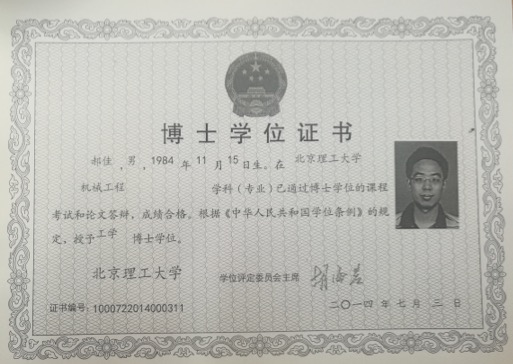 博士学位证书
郝佳,男,1984 年 11 月 15日生。在 北京理工大学
机械工程 学科(专业)已通过博士学位的课程
考试和论文答辩,成绩合格。根据《中华人民共和国学位条例》的规
定,授予工学 博士学位。
北京理工大学 学位评定委员会主席 胡海岩
证书编号:1000722014000311 二〇一四年七月三日